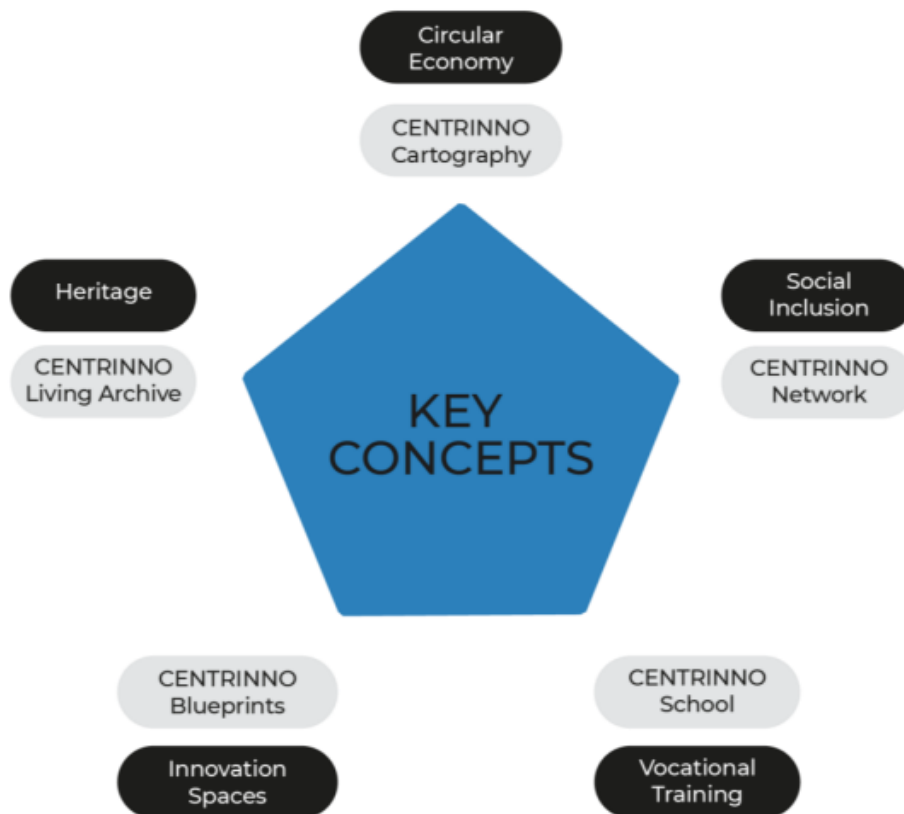 Circular
Economy
CENTRINNO
Cartography
Heritage
CENTRINNO
Living Archive
Social
Inclusion
CENTRINNO
Network
KEY
CONCEPTS
CENTRINNO
Blueprints
Innovation
Spaces
CENTRINNO
School
Vocational
Training